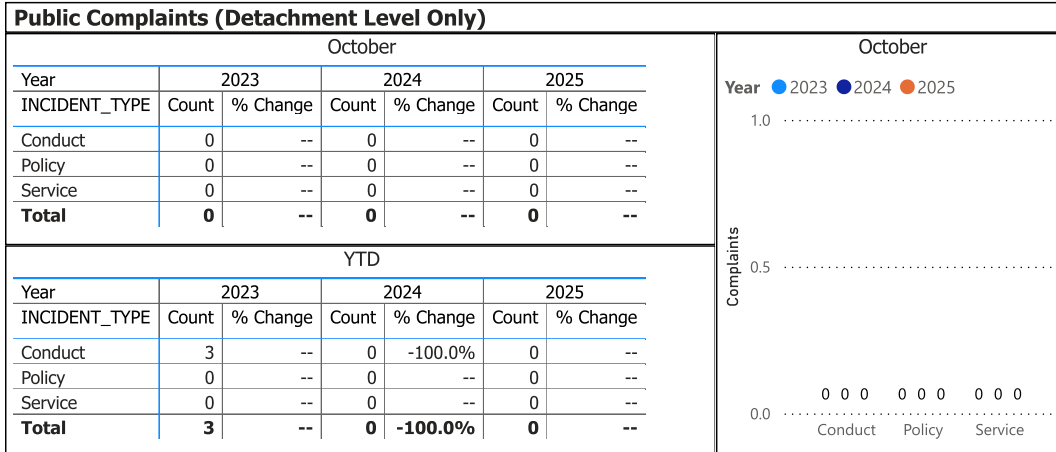 Public Complaints (Detachment Level Only)
October
Year 2023 2024 2025
INCIDENT_TYPE Count % Change Count % Change Count % Change
Conduct 0 -- 0 -- 0 --
Policy 0 -- 0 -- 0 --
Service 0 -- 0 -- 0 --
Total 0 -- 0 -- 0 --
YTD
Year 2023 2024 2025
INCIDENT_TYPE Count % Change Count % Change Count % Change
Conduct 3 -- 0 -100.0% 0 --
Policy 0 -- 0 -- 0 --
Service 0 -- 0 -- 0 --
Total 3 -- 0 -100.0% 0 --
October
Year 2023 2024 2025
1.0
Complaints
0.5
0 0 0 0 0 0 0 0 0
0.0
Conduct Policy Service